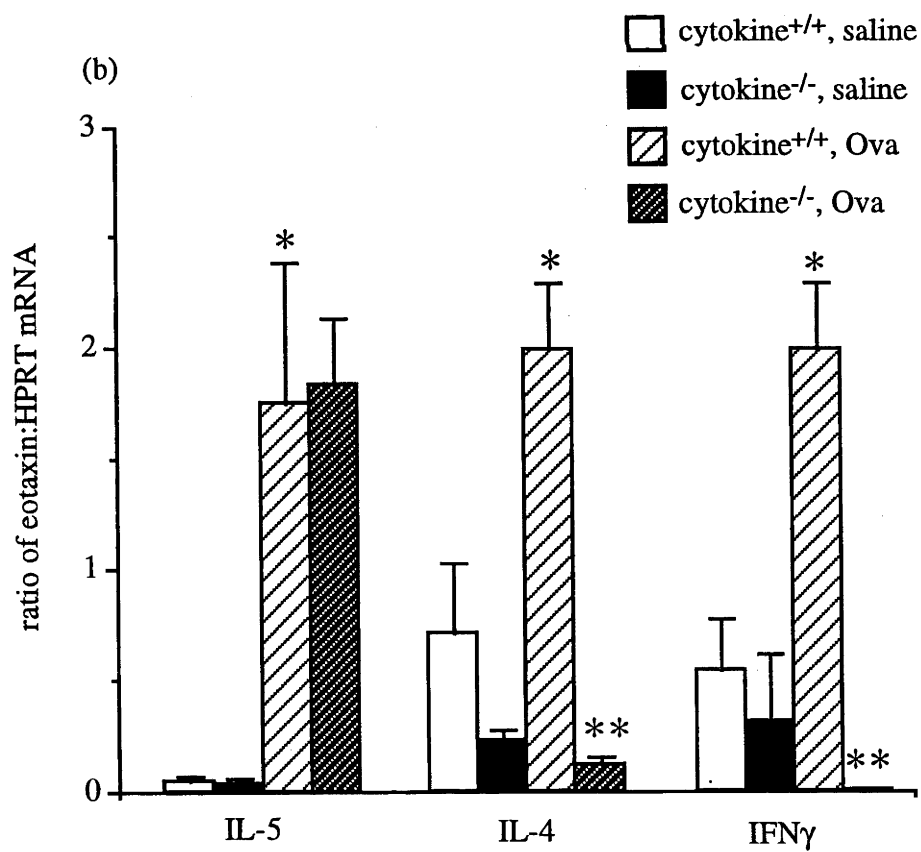 cytokine+/+, saline
(b)
cytokine-/-, saline
3
cytokine+/+, Ova
cytokine-/-, Ova
*
*
*
2
ratio of eotaxin:HPRT mRNA
1
**
**
0
IL-5 IL-4 IFNγ